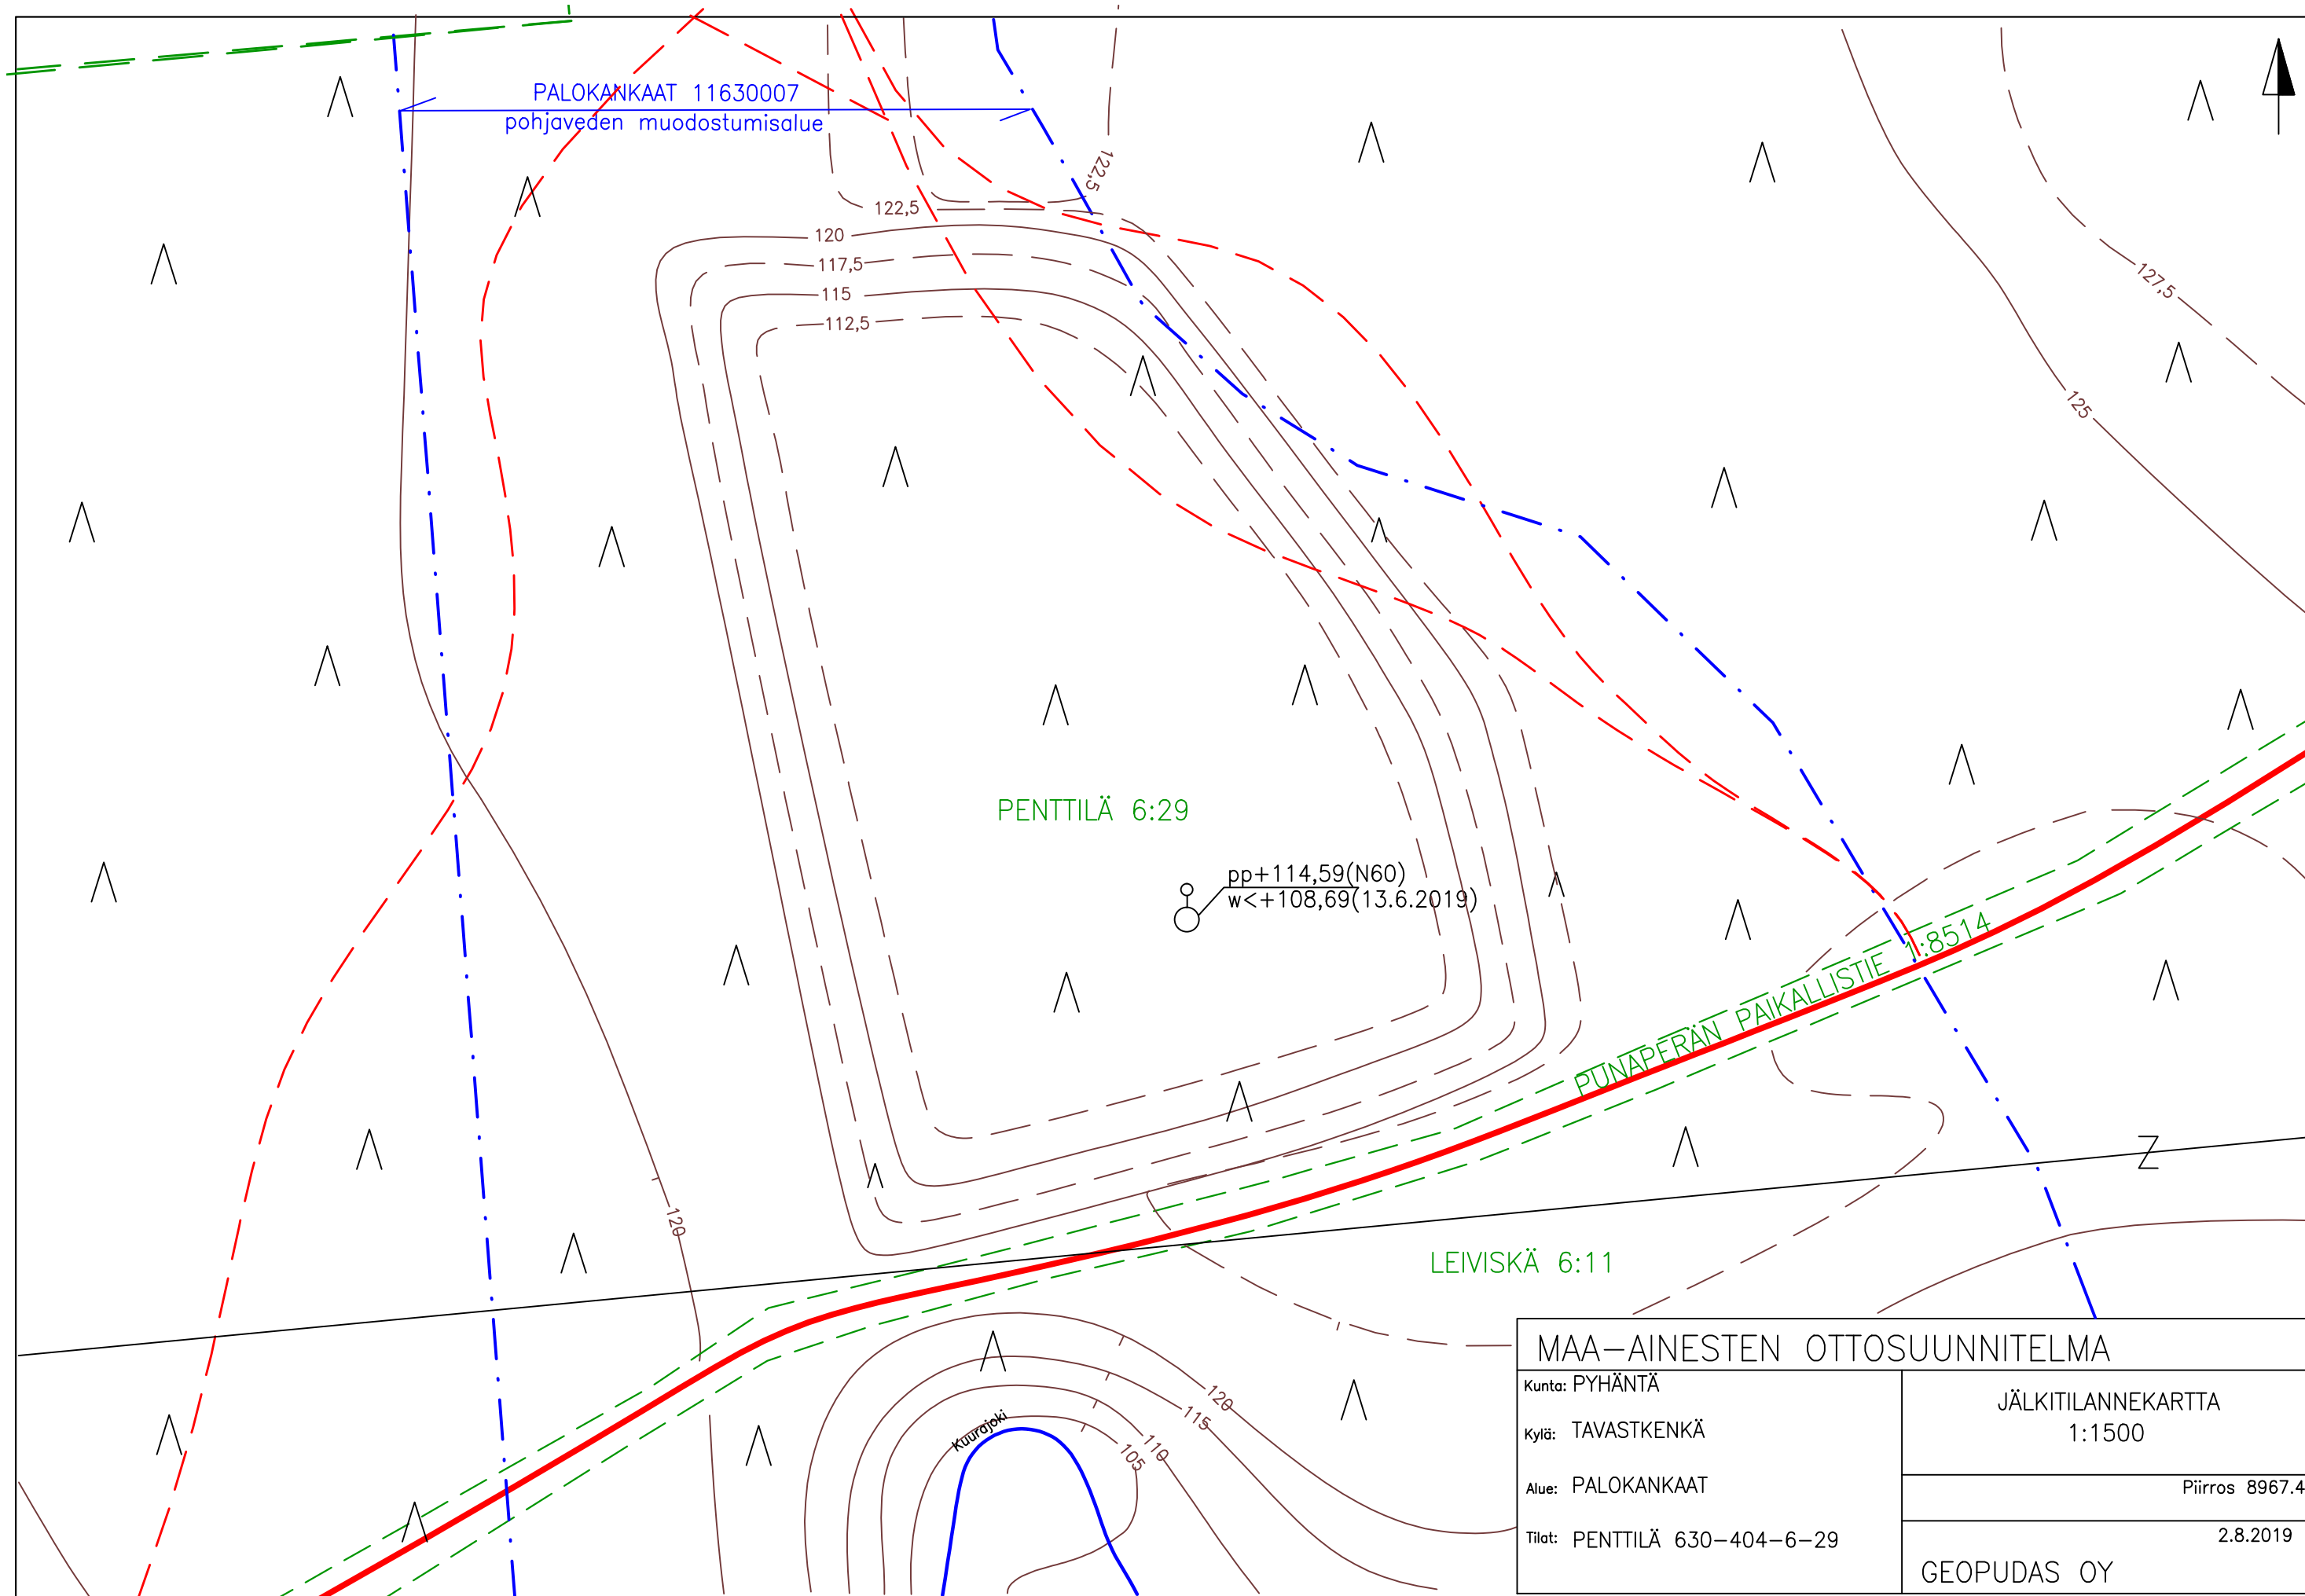 PALOKANKAAT 11630007
pohjaveden muodostumisalue
122,5
122,5
120
117,5
115
112,5
127,5
125
PENTTILÄ 6:29
pp+114,59(N60)
w<+108,69(13.6.2019)
PUNAPERÄN PAIKALLISTIE 1:8514
Z
120
LEIVISKÄ 6:11
Kuurajoki
120
115
110
105
MAA-AINESTEN OTTOSUUNNITELMA
Kunta: PYHÄNTÄ
Kylä: TAVASTKENKÄ
Alue: PALOKANKAAT
Tilat: PENTTILÄ 630-404-6-29
JÄLKITILANNEKARTTA
1:1500
Piirros 8967.4
2.8.2019
GEOPUDAS OY